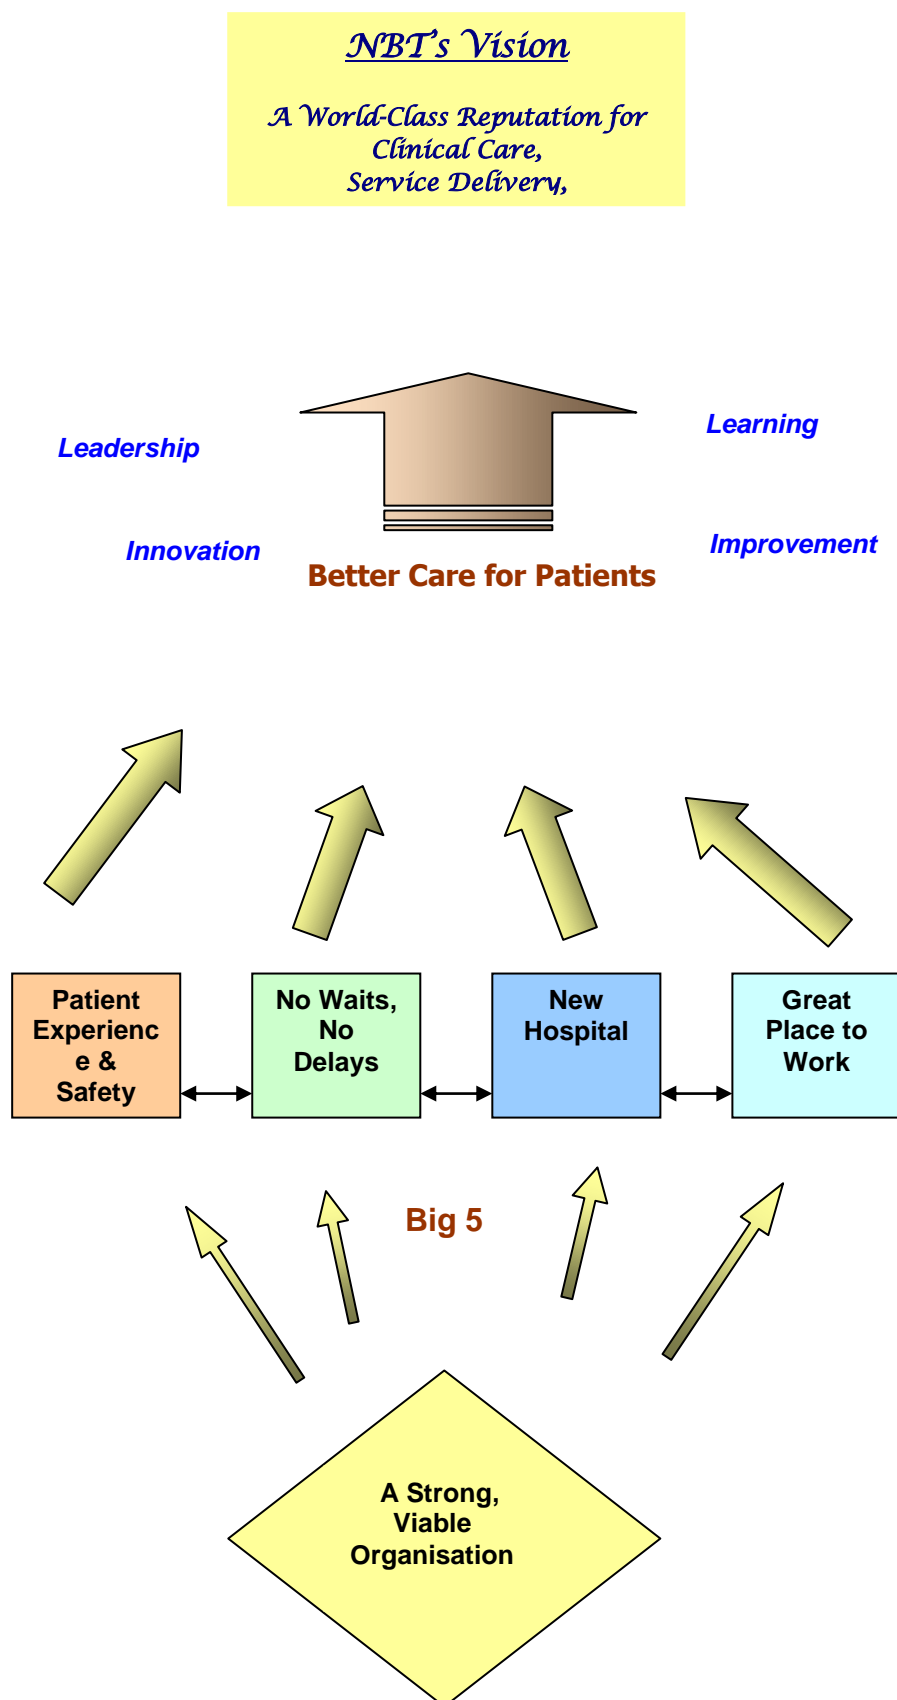 NBT's Vision
A World-Class Reputation for
Clinical Care,
Service Delivery,
Learning
Leadership
Innovation
Improvement
Better Care for Patients
Patient
Experienc
e &
Safety
No Waits,
No
Delays
New
Hospital
Great
Place to
Work
Big 5
A Strong,
Viable
Organisation